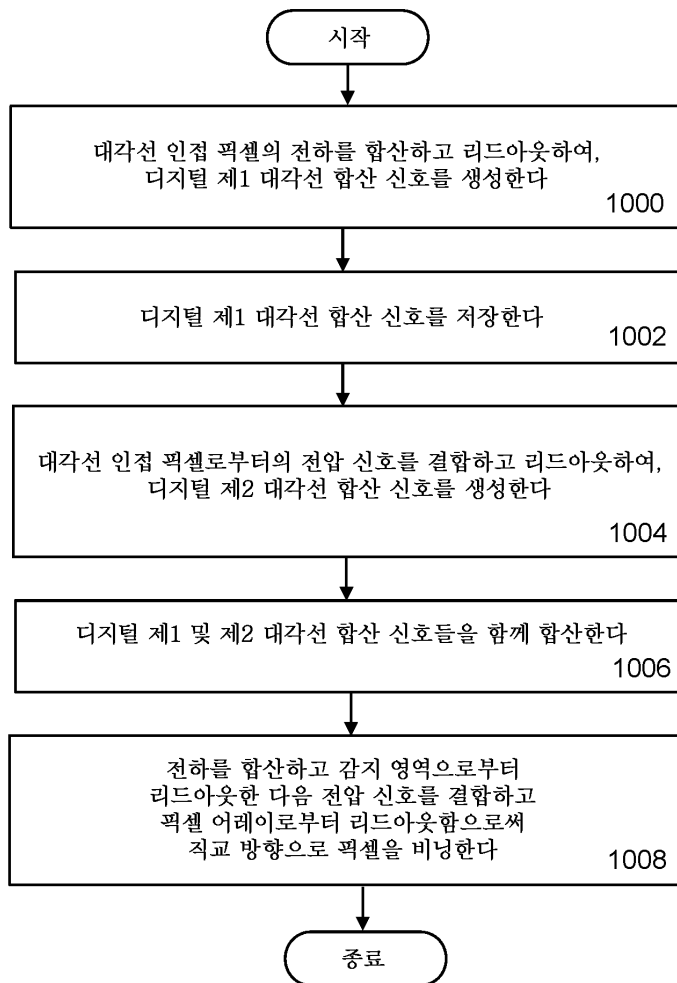 시작
대각선 인접 픽셀의 전하를 합산하고 리드아웃하여,
디지털 제1 대각선 합산 신호를 생성한다
1000
디지털 제1 대각선 합산 신호를 저장한다
1002
대각선 인접 픽셀로부터의 전압 신호를 결합하고 리드아웃하여,
디지털 제2 대각선 합산 신호를 생성한다
1004
디지털 제1 및 제2 대각선 합산 신호들을 함께 합산한다
1006
전하를 합산하고 감지 영역으로부터
리드아웃한 다음 전압 신호를 결합하고
픽셀 어레이로부터 리드아웃함으로써
직교 방향으로 픽셀을 비닝한다
1008
종료